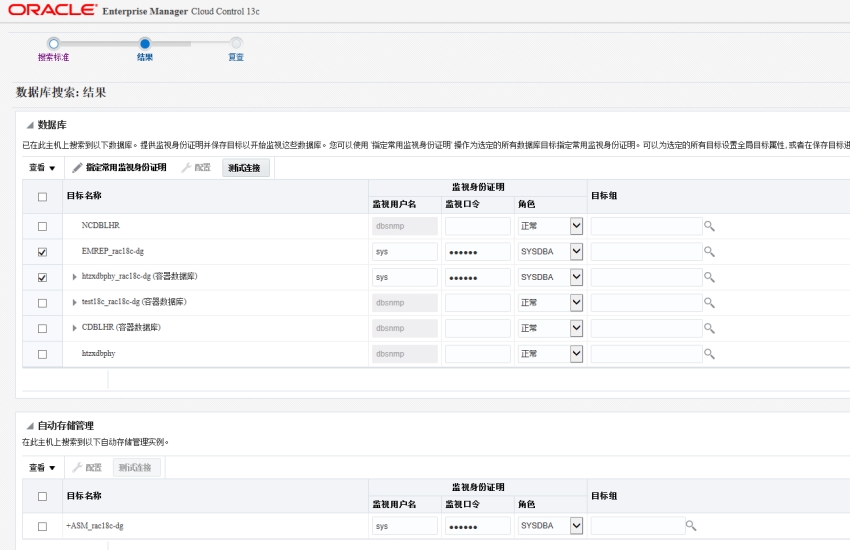 ORACLE Enterprise Manager Cloud Control 13c
搜索标准 结果 复查
数据库搜索: 结果
数据库
已在此主机上搜索到以下数据库。提供监视身份证明并保存目标以开始监视这些数据库。您可以使用 '指定常用监视身份证明' 操作为选定的所有数据库目标指定常用监视身份证明。可以为选定的所有目标设置全局目标属性, 或者在保存目标
查看 指定常用监视身份证明 配置 测试连接
目标名称 监视身份证明 目标组
监视用户名 监视口令 角色
NCDBLHR dbsnmp 正常
EMREP_rac18c-dg sys •••••• SYSDBA
htzxdbphy_rac18c-dg (容器数据库) sys •••••• SYSDBA
test18c_rac18c-dg (容器数据库) dbsnmp 正常
CDBLHR (容器数据库) dbsnmp 正常
htzxdbphy dbsnmp 正常
自动存储管理
在此主机上搜索到以下自动存储管理实例。
查看 配置 测试连接
目标名称 监视身份证明 目标组
监视用户名 监视口令 角色
+ASM_rac18c-dg sys •••••• SYSDBA